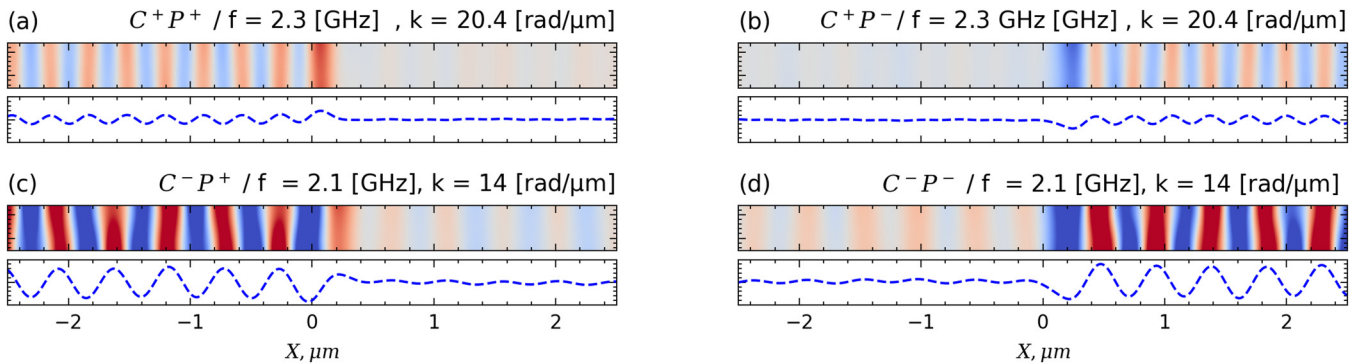 (a) C⁺P⁺ / f = 2.3 [GHz] , k = 20.4 [rad/μm]
(b) C⁺P⁻ / f = 2.3 GHz [GHz] , k = 20.4 [rad/μm]
(c) C⁻P⁺ / f = 2.1 [GHz], k = 14 [rad/μm]
(d) C⁻P⁻ / f = 2.1 [GHz], k = 14 [rad/μm]
−2 −1 0 1 2
−2 −1 0 1 2
X, μm
X, μm